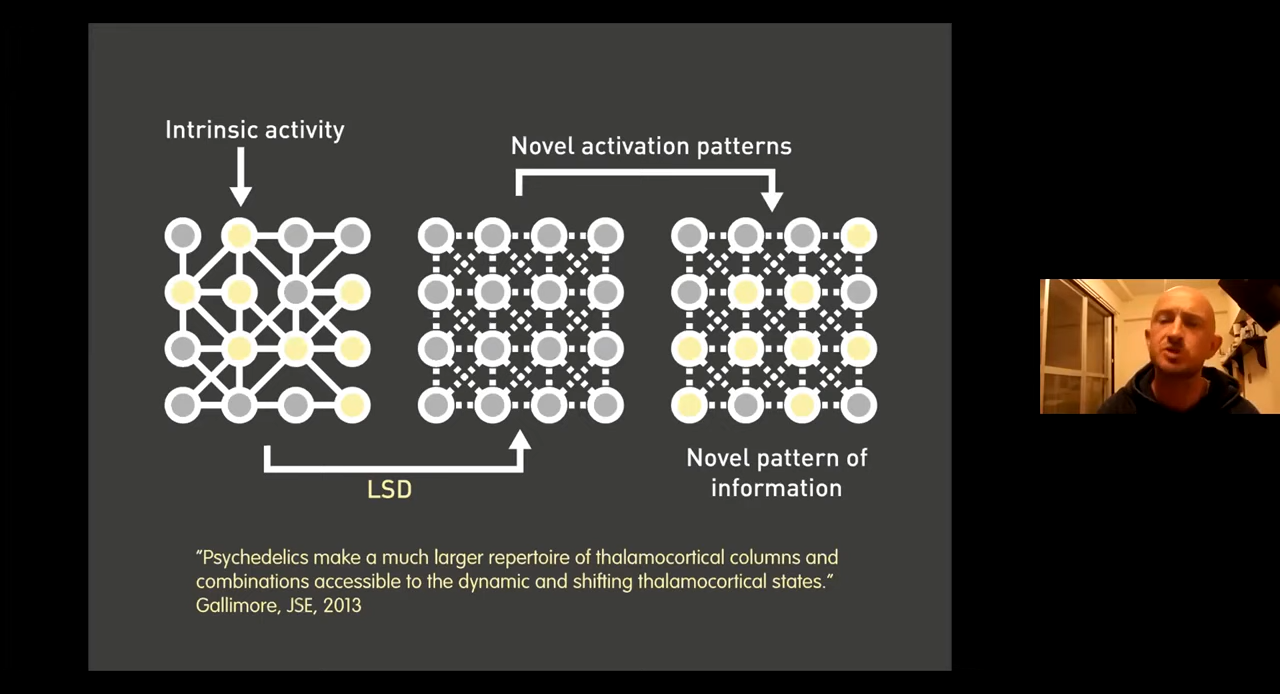 Intrinsic activity
Novel activation patterns
LSD
Novel pattern of
information
"Psychedelics make a much larger repertoire of thalamocortical columns and
combinations accessible to the dynamic and shifting thalamocortical states."
Gallimore, JSE, 2013